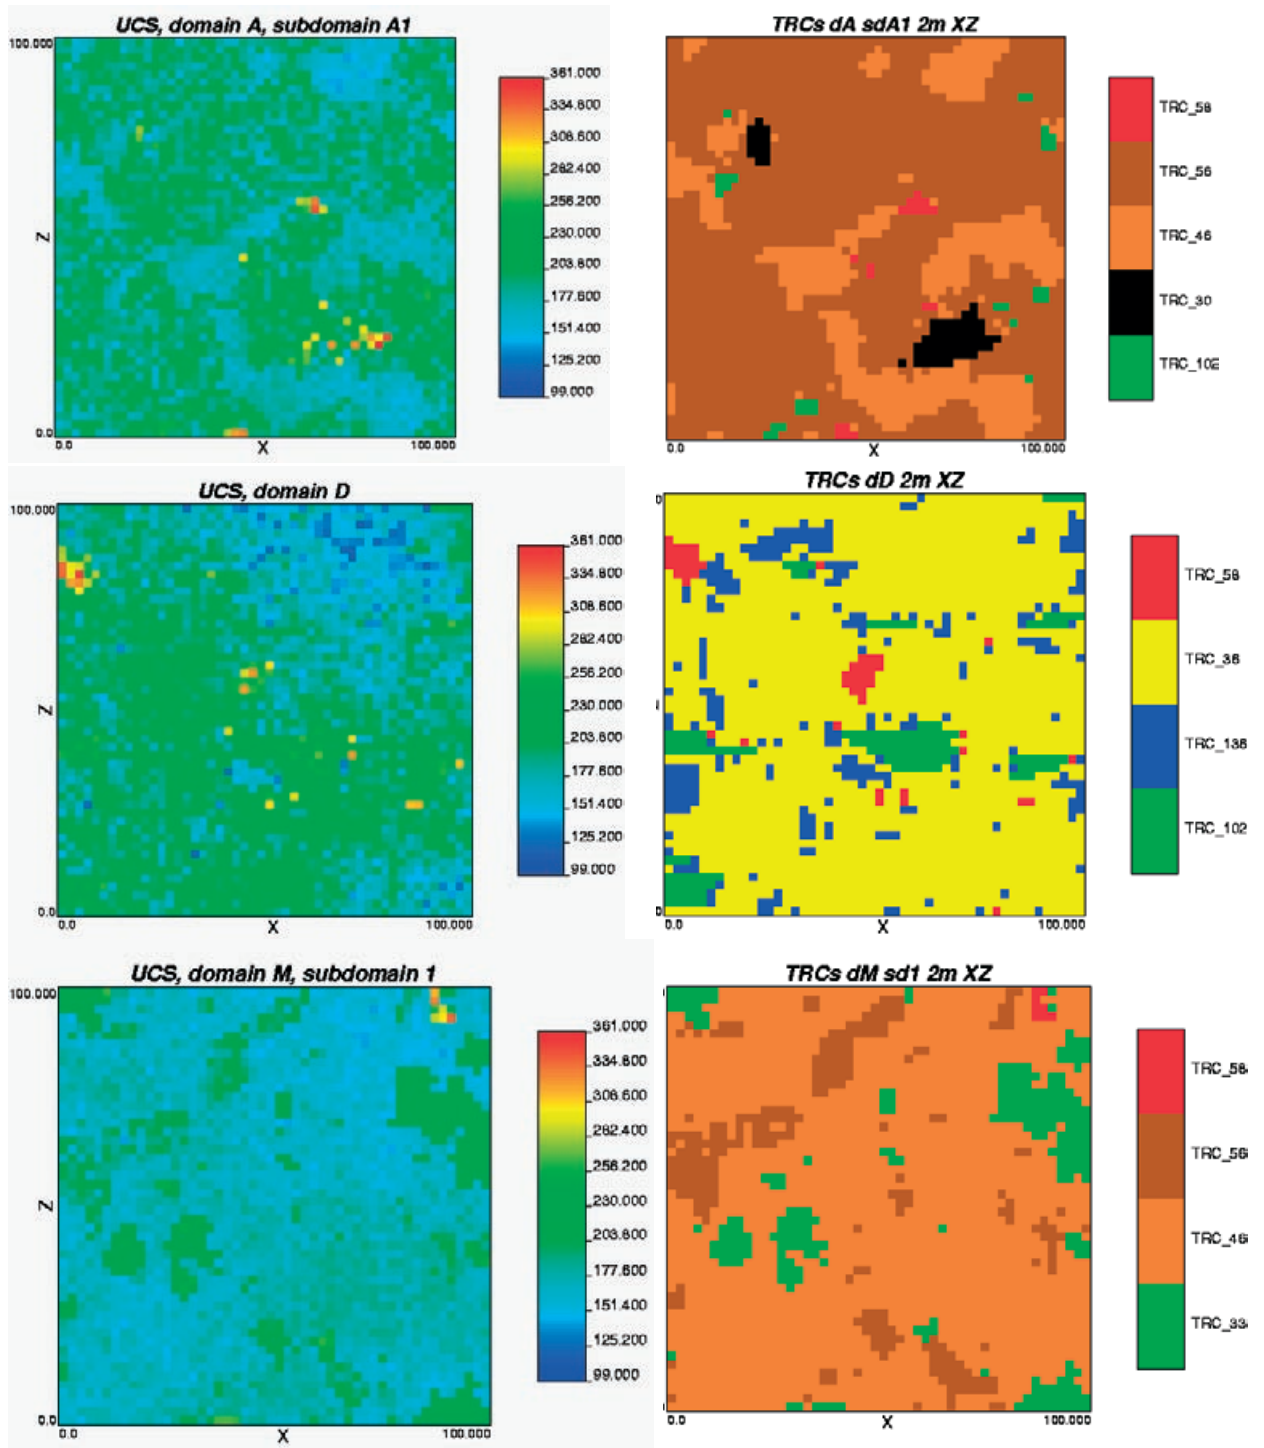 UCS, domain A, subdomain A1
100.000
Z
0.0
0.0
X
100.000
361.000
334.800
308.600
282.400
256.200
230.000
203.800
177.600
151.400
125.200
99.000
TRCs dA sdA1 2m XZ
0.0
X
100.000
TRC_58
TRC_56
TRC_46
TRC_30
TRC_102
UCS, domain D
100.000
Z
0.0
0.0
X
100.000
361.000
334.800
308.600
282.400
256.200
230.000
203.800
177.600
151.400
125.200
99.000
TRCs dD 2m XZ
0.0
X
100.000
TRC_58
TRC_36
TRC_136
TRC_102
UCS, domain M, subdomain 1
100.000
Z
0.0
0.0
X
100.000
361.000
334.800
308.600
282.400
256.200
230.000
203.800
177.600
151.400
125.200
99.000
TRCs dM sd1 2m XZ
0.0
X
100.000
TRC_58
TRC_56
TRC_46
TRC_33